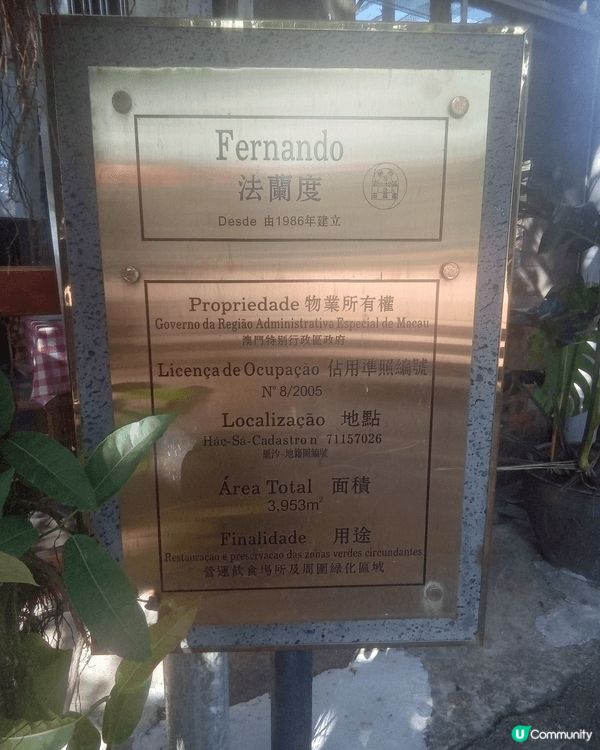 Fernando
法蘭度
Desde 由1986年建立
Propriedade 物業所有權
Governo da Região Administrativa Especial de Macau
澳門特別行政區政府
Licença de Ocupação 佔用準照編號
Nº 8/2005
Localização 地點
Hác-Sá-Cadastro nº 71157026
黑沙-地籍圖編號
Área Total 面積
3,953m²
Finalidade 用途
Restauração e preservação das zonas verdes circundantes
營運飲食場所及周圍綠化區域
U Community